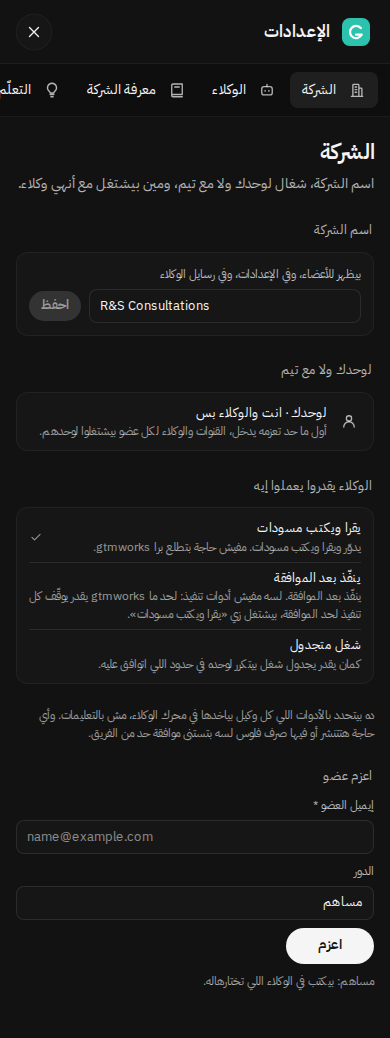 الإعدادات
الشركة
الوكلاء
معرفة الشركة
التعلّم
الشركة
اسم الشركة، شغال لوحدك ولا مع تيم، ومين بيشتغل مع أنهي وكلاء.
اسم الشركة
بيظهر للأعضاء، وفي الإعدادات، وفي رسايل الوكلاء
R&S Consultations
احفظ
لوحدك ولا مع تيم
لوحدك · انت والوكلاء بس
أول ما حد تعزمه يدخل، القنوات والوكلاء لكل عضو بيشتغلوا لوحدهم.
الوكلاء يقدروا يعملوا إيه
يقرا ويكتب مسودات
يدوّر ويقرا ويكتب مسودات. مفيش حاجة بتطلع برا gtmworks.
ينفّذ بعد الموافقة
ينفّذ بعد الموافقة. لسه مفيش أدوات تنفيذ: لحد ما gtmworks يقدر يوقّف كل
تنفيذ لحد الموافقة، بيشتغل زي «يقرا ويكتب مسودات».
شغل متجدول
كمان يقدر يجدول شغل بيتكرر لوحده في حدود اللي اتوافق عليه.
ده بيتحدد بالأدوات اللي كل وكيل بياخدها في محرك الوكلاء، مش بالتعليمات. وأي
حاجة هتتنشر أو فيها صرف فلوس لسه بتستنى موافقة حد من الفريق.
اعزم عضو
إيميل العضو *
name@example.com
الدور
مساهم
اعزم
مساهم: بيكتب في الوكلاء اللي تختارهاله.